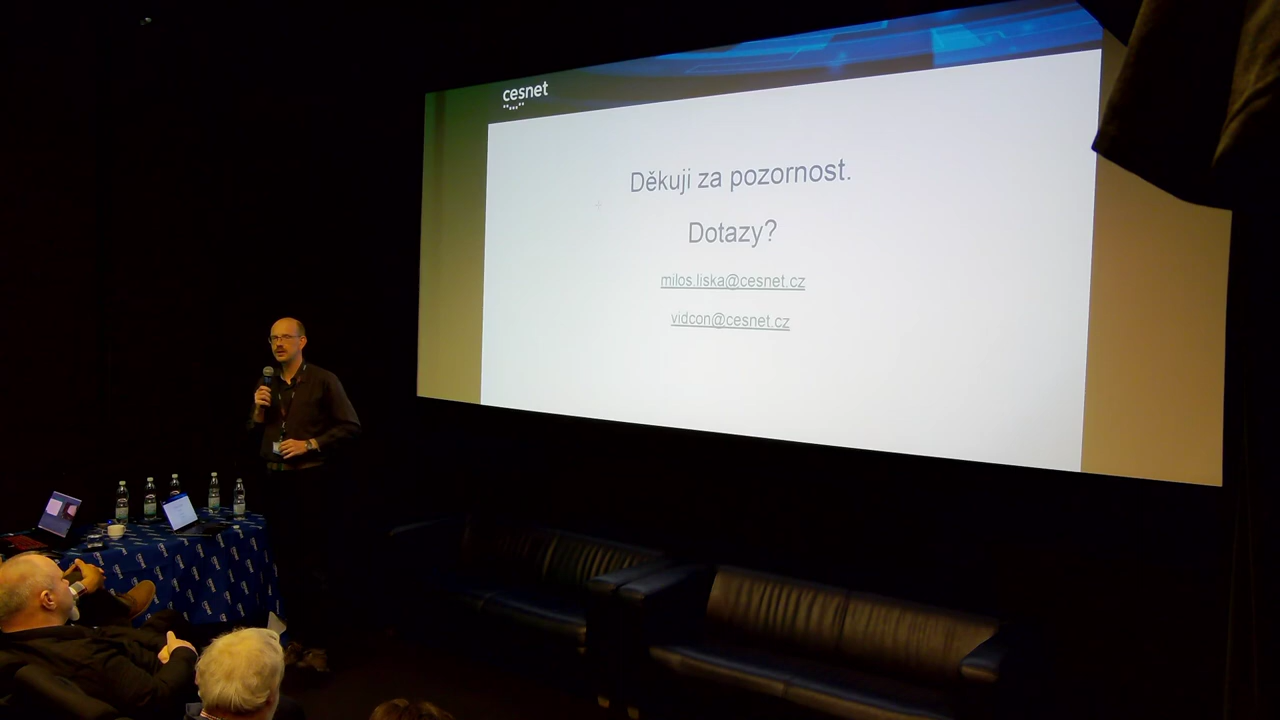 cesnet
Děkuji za pozornost.
Dotazy?
milos.liska@cesnet.cz
vidcon@cesnet.cz